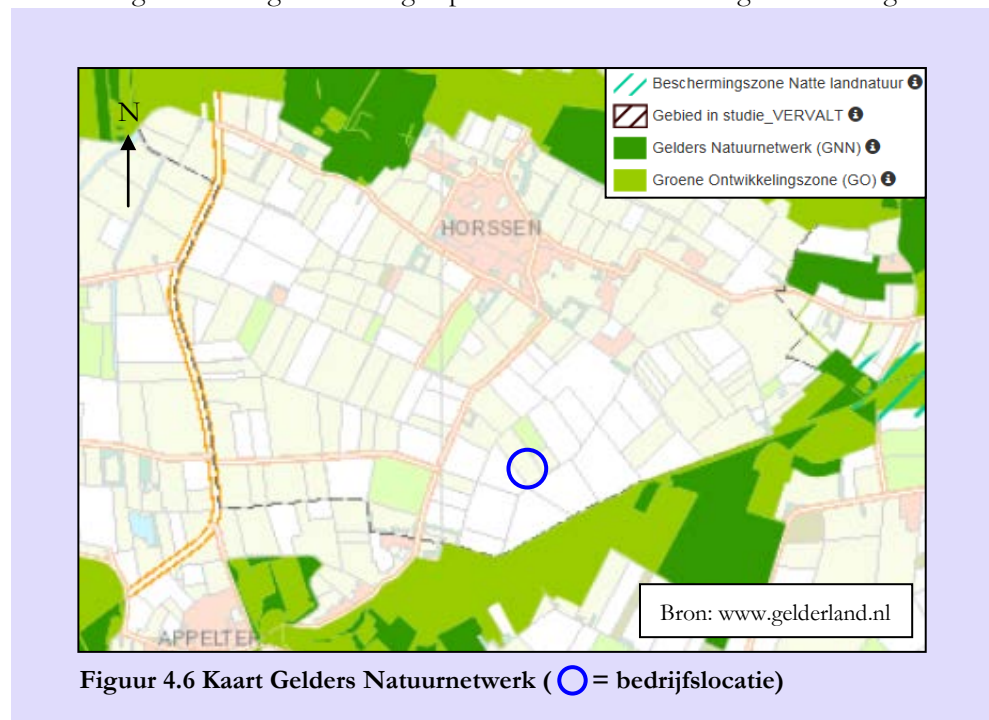 Beschermingszone Natte landnatuur
Gebied in studie_VERVALT
Gelders Natuurnetwerk (GNN)
Groene Ontwikkelingszone (GO)
N
HORSSEN
APPELTER
Bron: www.gelderland.nl
Figuur 4.6 Kaart Gelders Natuurnetwerk ( = bedrijfslocatie)